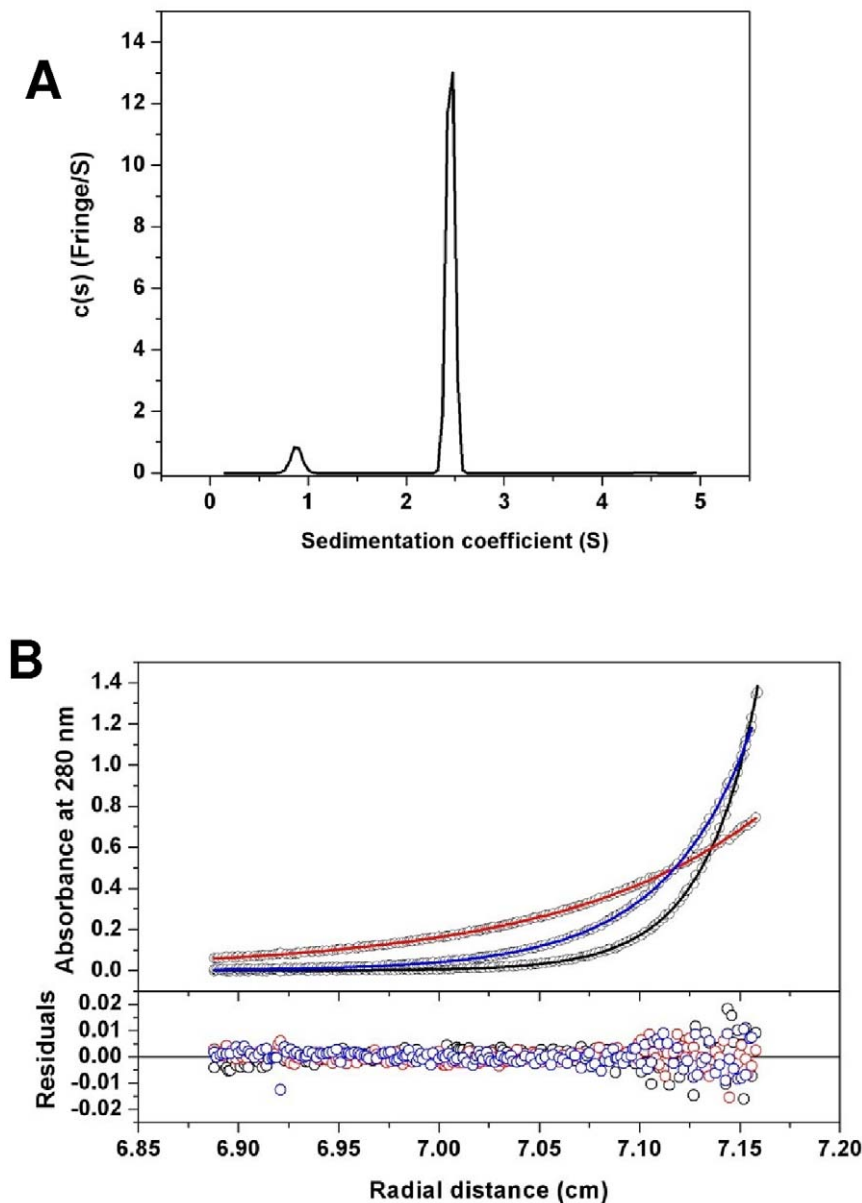 A
c(s) (Fringe/S)
14
12
10
8
6
4
2
0
0 1 2 3 4 5
Sedimentation coefficient (S)
B
Absorbance at 280 nm
1.4
1.2
1.0
0.8
0.6
0.4
0.2
0.0
Residuals
0.02
0.01
0.00
-0.01
-0.02
6.85 6.90 6.95 7.00 7.05 7.10 7.15 7.20
Radial distance (cm)